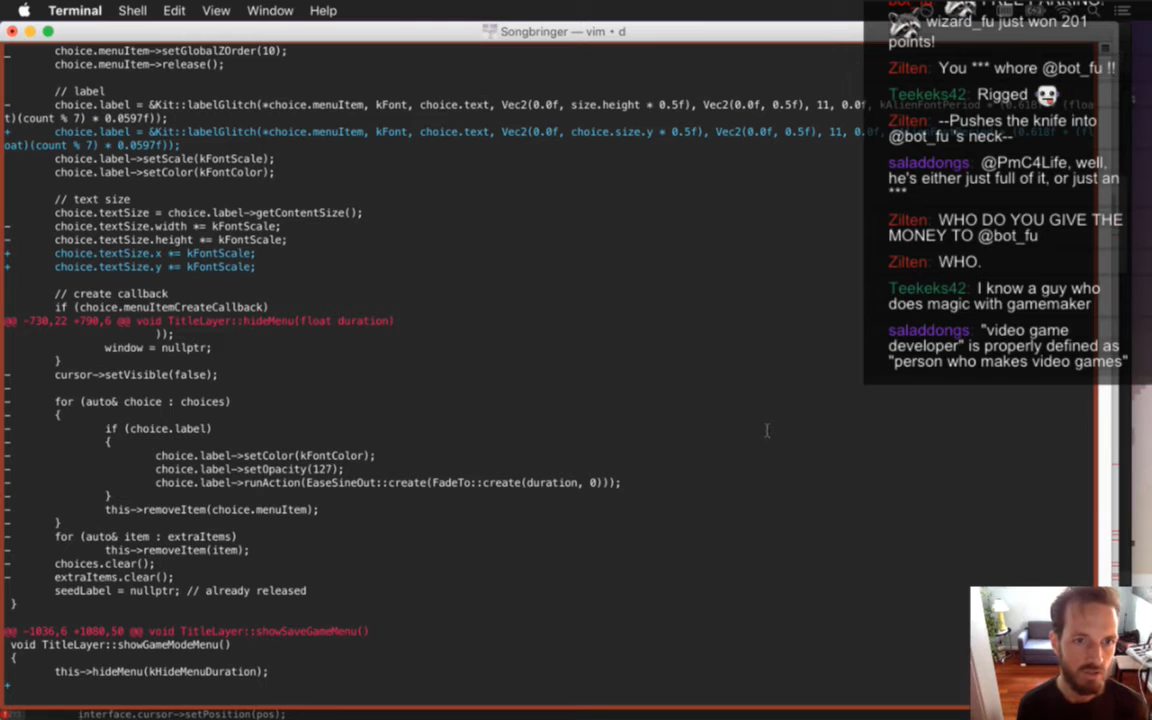 Terminal Shell Edit View Window Help
Songbringer — vim • d
choice.menuItem->setGlobalZOrder(10);
choice.menuItem->release();
// label
- choice.label = &Kit::labelGlitch(*choice.menuItem, kFont, choice.text, Vec2(0.0f, size.height * 0.5f), Vec2(0.0f, 0.5f), 11, 0.0f, kAlienFontPeriod * (0.618f + (floa
t)(count % 7) * 0.0597f));
+ choice.label = &Kit::labelGlitch(*choice.menuItem, kFont, choice.text, Vec2(0.0f, choice.size.y * 0.5f), Vec2(0.0f, 0.5f), 11, 0.0f, kAlienFontPeriod * (0.618f + (fl
oat)(count % 7) * 0.0597f));
choice.label->setScale(kFontScale);
choice.label->setColor(kFontColor);
// text size
choice.textSize = choice.label->getContentSize();
- choice.textSize.width *= kFontScale;
- choice.textSize.height *= kFontScale;
+ choice.textSize.x *= kFontScale;
+ choice.textSize.y *= kFontScale;
// create callback
if (choice.menuItemCreateCallback)
@@ -730,22 +790,6 @@ void TitleLayer::hideMenu(float duration)
));
- window = nullptr;
- }
- cursor->setVisible(false);
-
- for (auto& choice : choices)
- {
- if (choice.label)
- {
- choice.label->setColor(kFontColor);
- choice.label->setOpacity(127);
- choice.label->runAction(EaseSineOut::create(FadeTo::create(duration, 0)));
- }
- this->removeItem(choice.menuItem);
- }
- for (auto& item : extraItems)
- this->removeItem(item);
- choices.clear();
- extraItems.clear();
- seedLabel = nullptr; // already released
}
@@ -1036,6 +1080,50 @@ void TitleLayer::showSaveGameMenu()
void TitleLayer::showGameModeMenu()
{
this->hideMenu(kHideMenuDuration);
+
interface.cursor->setPosition(pos);
wizard_fu just won 201
points!
Zilten: You *** whore @bot_fu !!
Teekeks42: Rigged
Zilten: --Pushes the knife into
@bot_fu 's neck--
saladdongs: @PmC4Life, well,
he's either just full of it, or just an
***
Zilten: WHO DO YOU GIVE THE
MONEY TO @bot_fu
Zilten: WHO.
Teekeks42: I know a guy who
does magic with gamemaker
saladdongs: "video game
developer" is properly defined as
"person who makes video games"